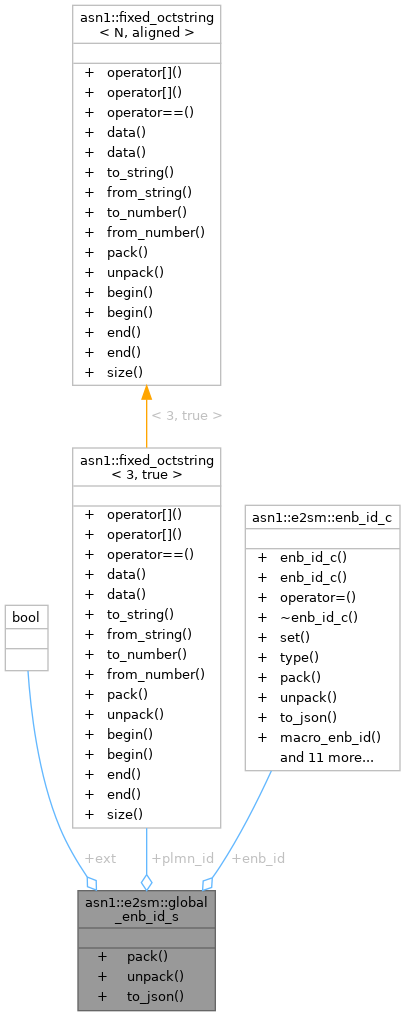 asn1::fixed_octstring
< N, aligned >
+ operator[]()
+ operator[]()
+ operator==()
+ data()
+ data()
+ to_string()
+ from_string()
+ to_number()
+ from_number()
+ pack()
+ unpack()
+ begin()
+ begin()
+ end()
+ end()
+ size()
< 3, true >
asn1::fixed_octstring
< 3, true >
+ operator[]()
+ operator[]()
+ operator==()
+ data()
+ data()
+ to_string()
+ from_string()
+ to_number()
+ from_number()
+ pack()
+ unpack()
+ begin()
+ begin()
+ end()
+ end()
+ size()
asn1::e2sm::enb_id_c
+ enb_id_c()
+ enb_id_c()
+ operator=()
+ ~enb_id_c()
+ set()
+ type()
+ pack()
+ unpack()
+ to_json()
+ macro_enb_id()
and 11 more...
bool
+ext
+plmn_id
+enb_id
asn1::e2sm::global
_enb_id_s
+ pack()
+ unpack()
+ to_json()